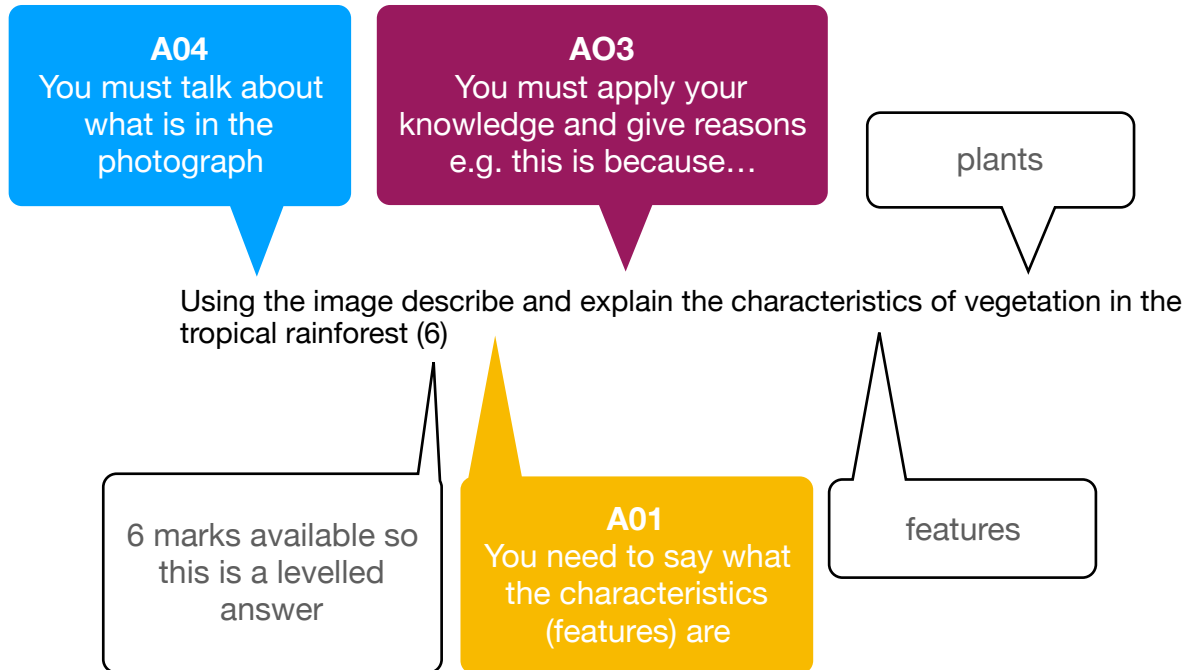 A04
You must talk about
what is in the
photograph
AO3
You must apply your
knowledge and give reasons
e.g. this is because…
plants
Using the image describe and explain the characteristics of vegetation in the
tropical rainforest (6)
6 marks available so
this is a levelled
answer
A01
You need to say what
the characteristics
(features) are
features